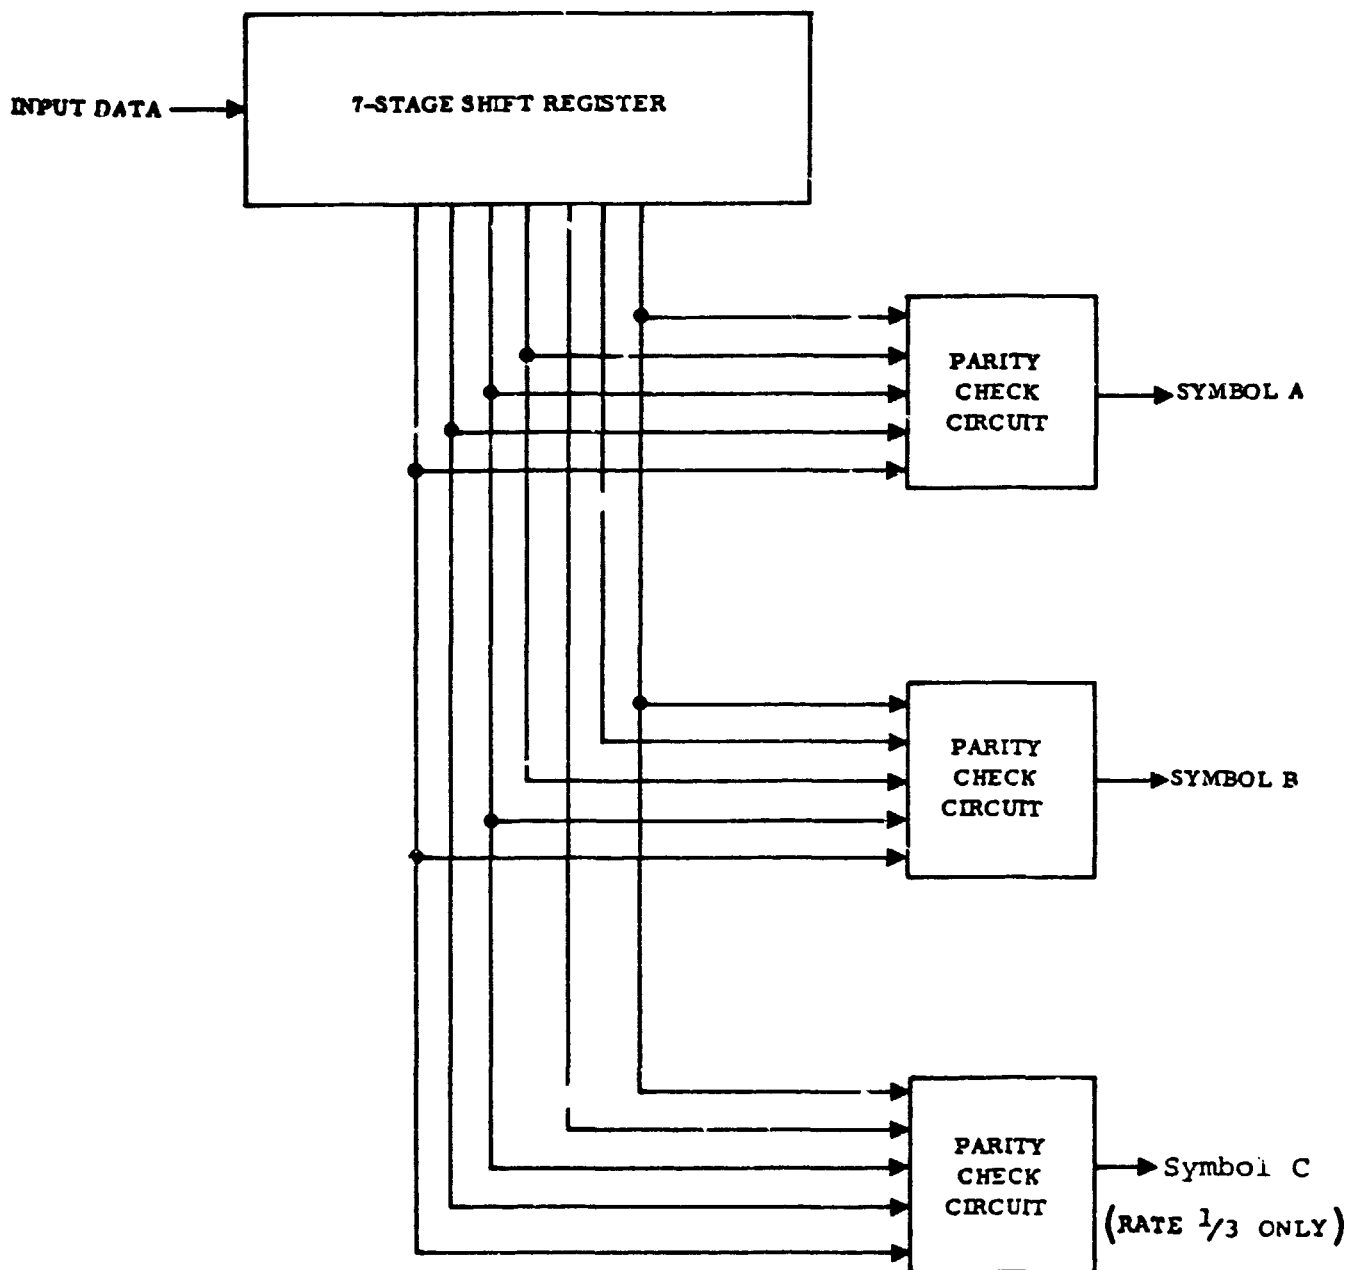 7-STAGE SHIFT REGISTER
INPUT DATA
PARITY
CHECK
CIRCUIT
SYMBOL A
PARITY
CHECK
CIRCUIT
SYMBOL B
PARITY
CHECK
CIRCUIT
Symbol C
(RATE 1/3 ONLY)